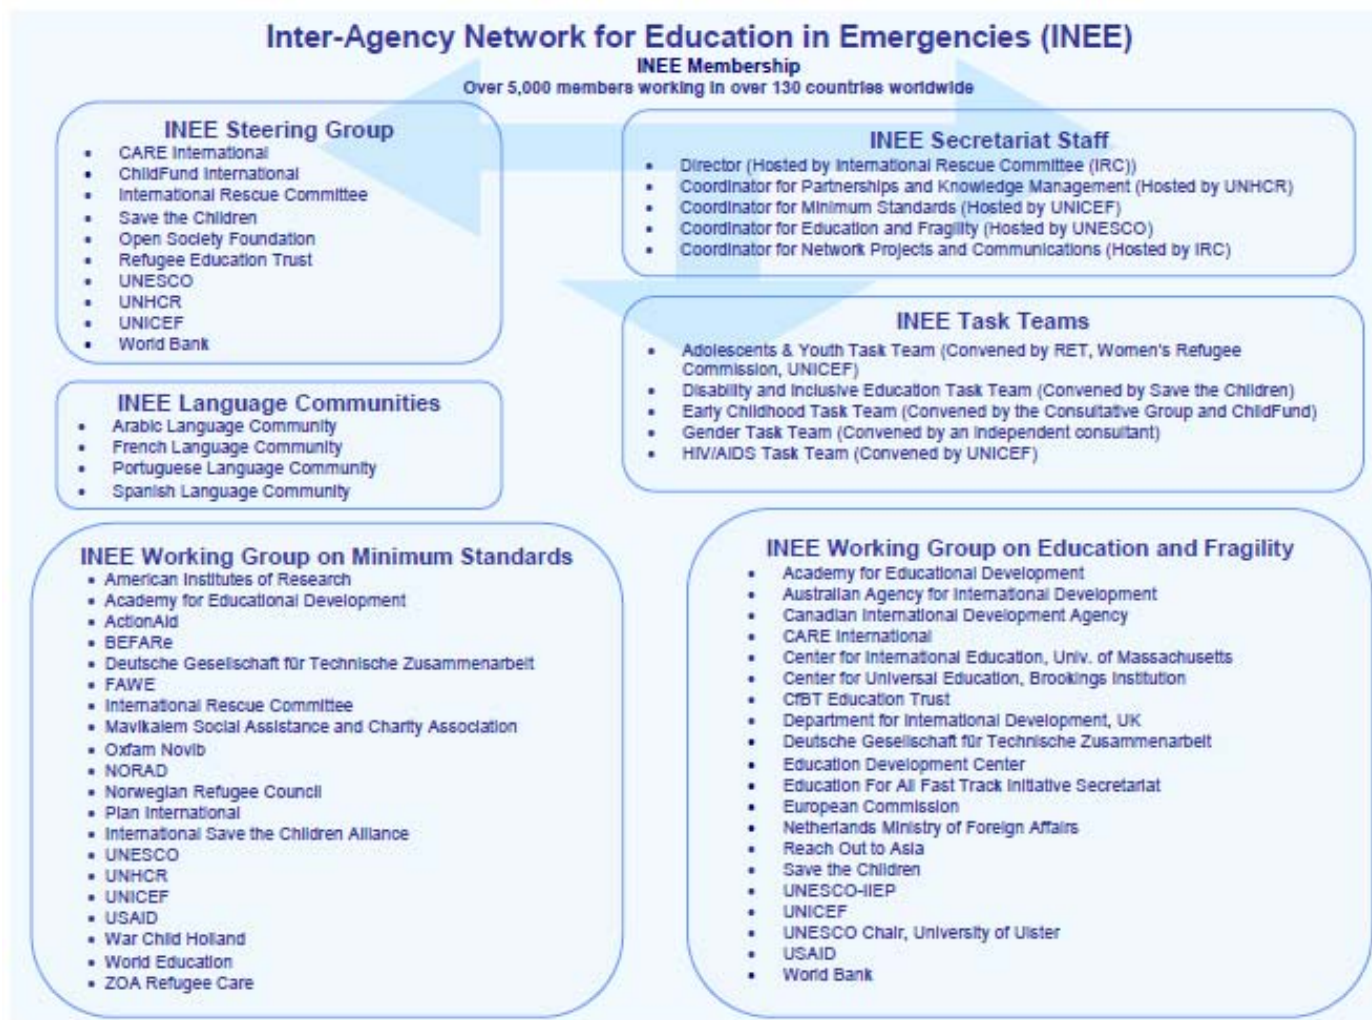 Inter-Agency Network for Education in Emergencies (INEE)
INEE Membership
Over 5,000 members working in over 130 countries worldwide
INEE Steering Group
• CARE International
• ChildFund International
• International Rescue Committee
• Save the Children
• Open Society Foundation
• Refugee Education Trust
• UNESCO
• UNHCR
• UNICEF
• World Bank
INEE Secretariat Staff
• Director (Hosted by International Rescue Committee (IRC))
• Coordinator for Partnerships and Knowledge Management (Hosted by UNHCR)
• Coordinator for Minimum Standards (Hosted by UNICEF)
• Coordinator for Education and Fragility (Hosted by UNESCO)
• Coordinator for Network Projects and Communications (Hosted by IRC)
INEE Task Teams
• Adolescents & Youth Task Team (Convened by RET, Women's Refugee
Commission, UNICEF)
• Disability and Inclusive Education Task Team (Convened by Save the Children)
• Early Childhood Task Team (Convened by the Consultative Group and ChildFund)
• Gender Task Team (Convened by an independent consultant)
• HIV/AIDS Task Team (Convened by UNICEF)
INEE Language Communities
• Arabic Language Community
• French Language Community
• Portuguese Language Community
• Spanish Language Community
INEE Working Group on Minimum Standards
• American Institutes of Research
• Academy for Educational Development
• ActionAid
• BEFARe
• Deutsche Gesellschaft für Technische Zusammenarbeit
• FAWE
• International Rescue Committee
• Mavikalem Social Assistance and Charity Association
• Oxfam Novib
• NORAD
• Norwegian Refugee Council
• Plan International
• International Save the Children Alliance
• UNESCO
• UNHCR
• UNICEF
• USAID
• War Child Holland
• World Education
• ZOA Refugee Care
INEE Working Group on Education and Fragility
• Academy for Educational Development
• Australian Agency for International Development
• Canadian International Development Agency
• CARE International
• Center for International Education, Univ. of Massachusetts
• Center for Universal Education, Brookings Institution
• CfBT Education Trust
• Department for International Development, UK
• Deutsche Gesellschaft für Technische Zusammenarbeit
• Education Development Center
• Education For All Fast Track Initiative Secretariat
• European Commission
• Netherlands Ministry of Foreign Affairs
• Reach Out to Asia
• Save the Children
• UNESCO-IIEP
• UNICEF
• UNESCO Chair, University of Ulster
• USAID
• World Bank